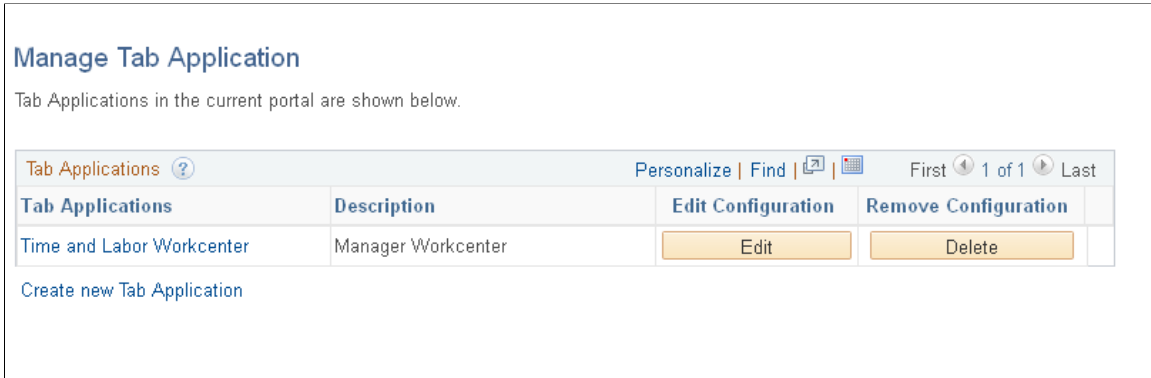 Manage Tab Application
Tab Applications in the current portal are shown below.
Tab Applications ? Personalize | Find | | First 1 of 1 Last
Tab Applications Description Edit Configuration Remove Configuration
Time and Labor Workcenter Manager Workcenter Edit Delete
Create new Tab Application